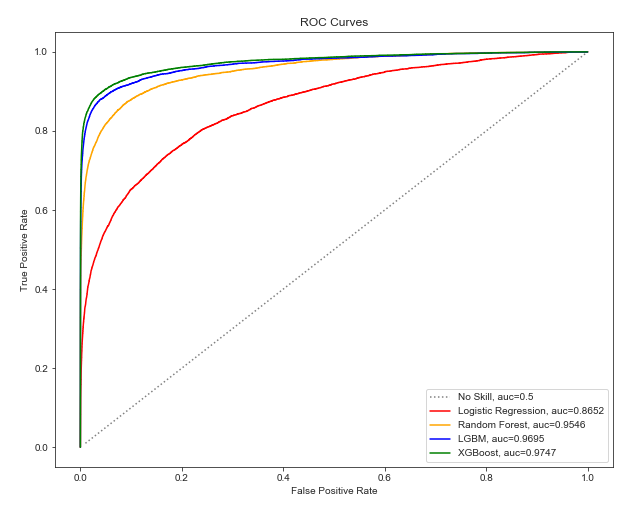 ROC Curves
True Positive Rate
1.0
0.8
0.6
0.4
0.2
0.0
No Skill, auc=0.5
Logistic Regression, auc=0.8652
Random Forest, auc=0.9546
LGBM, auc=0.9695
XGBoost, auc=0.9747
0.0 0.2 0.4 0.6 0.8 1.0
False Positive Rate